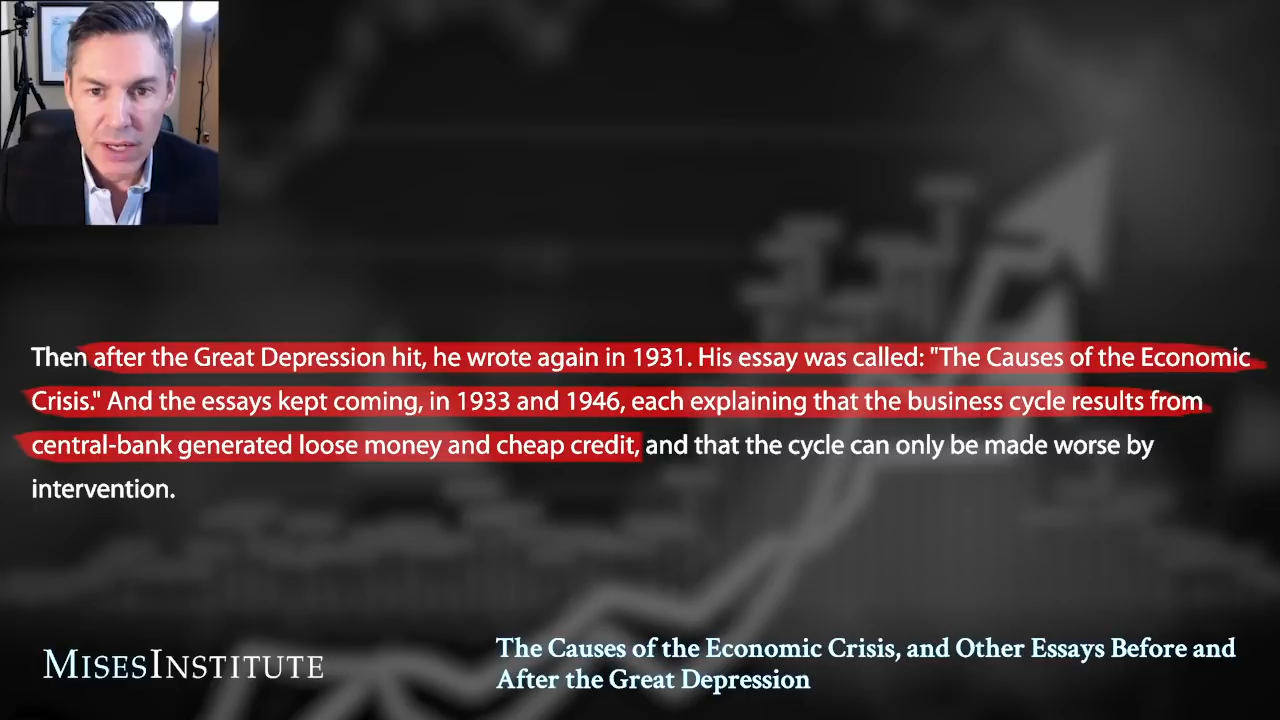 Then after the Great Depression hit, he wrote again in 1931. His essay was called: "The Causes of the Economic
Crisis." And the essays kept coming, in 1933 and 1946, each explaining that the business cycle results from
central-bank generated loose money and cheap credit, and that the cycle can only be made worse by
intervention.
MISESINSTITUTE
The Causes of the Economic Crisis, and Other Essays Before and
After the Great Depression